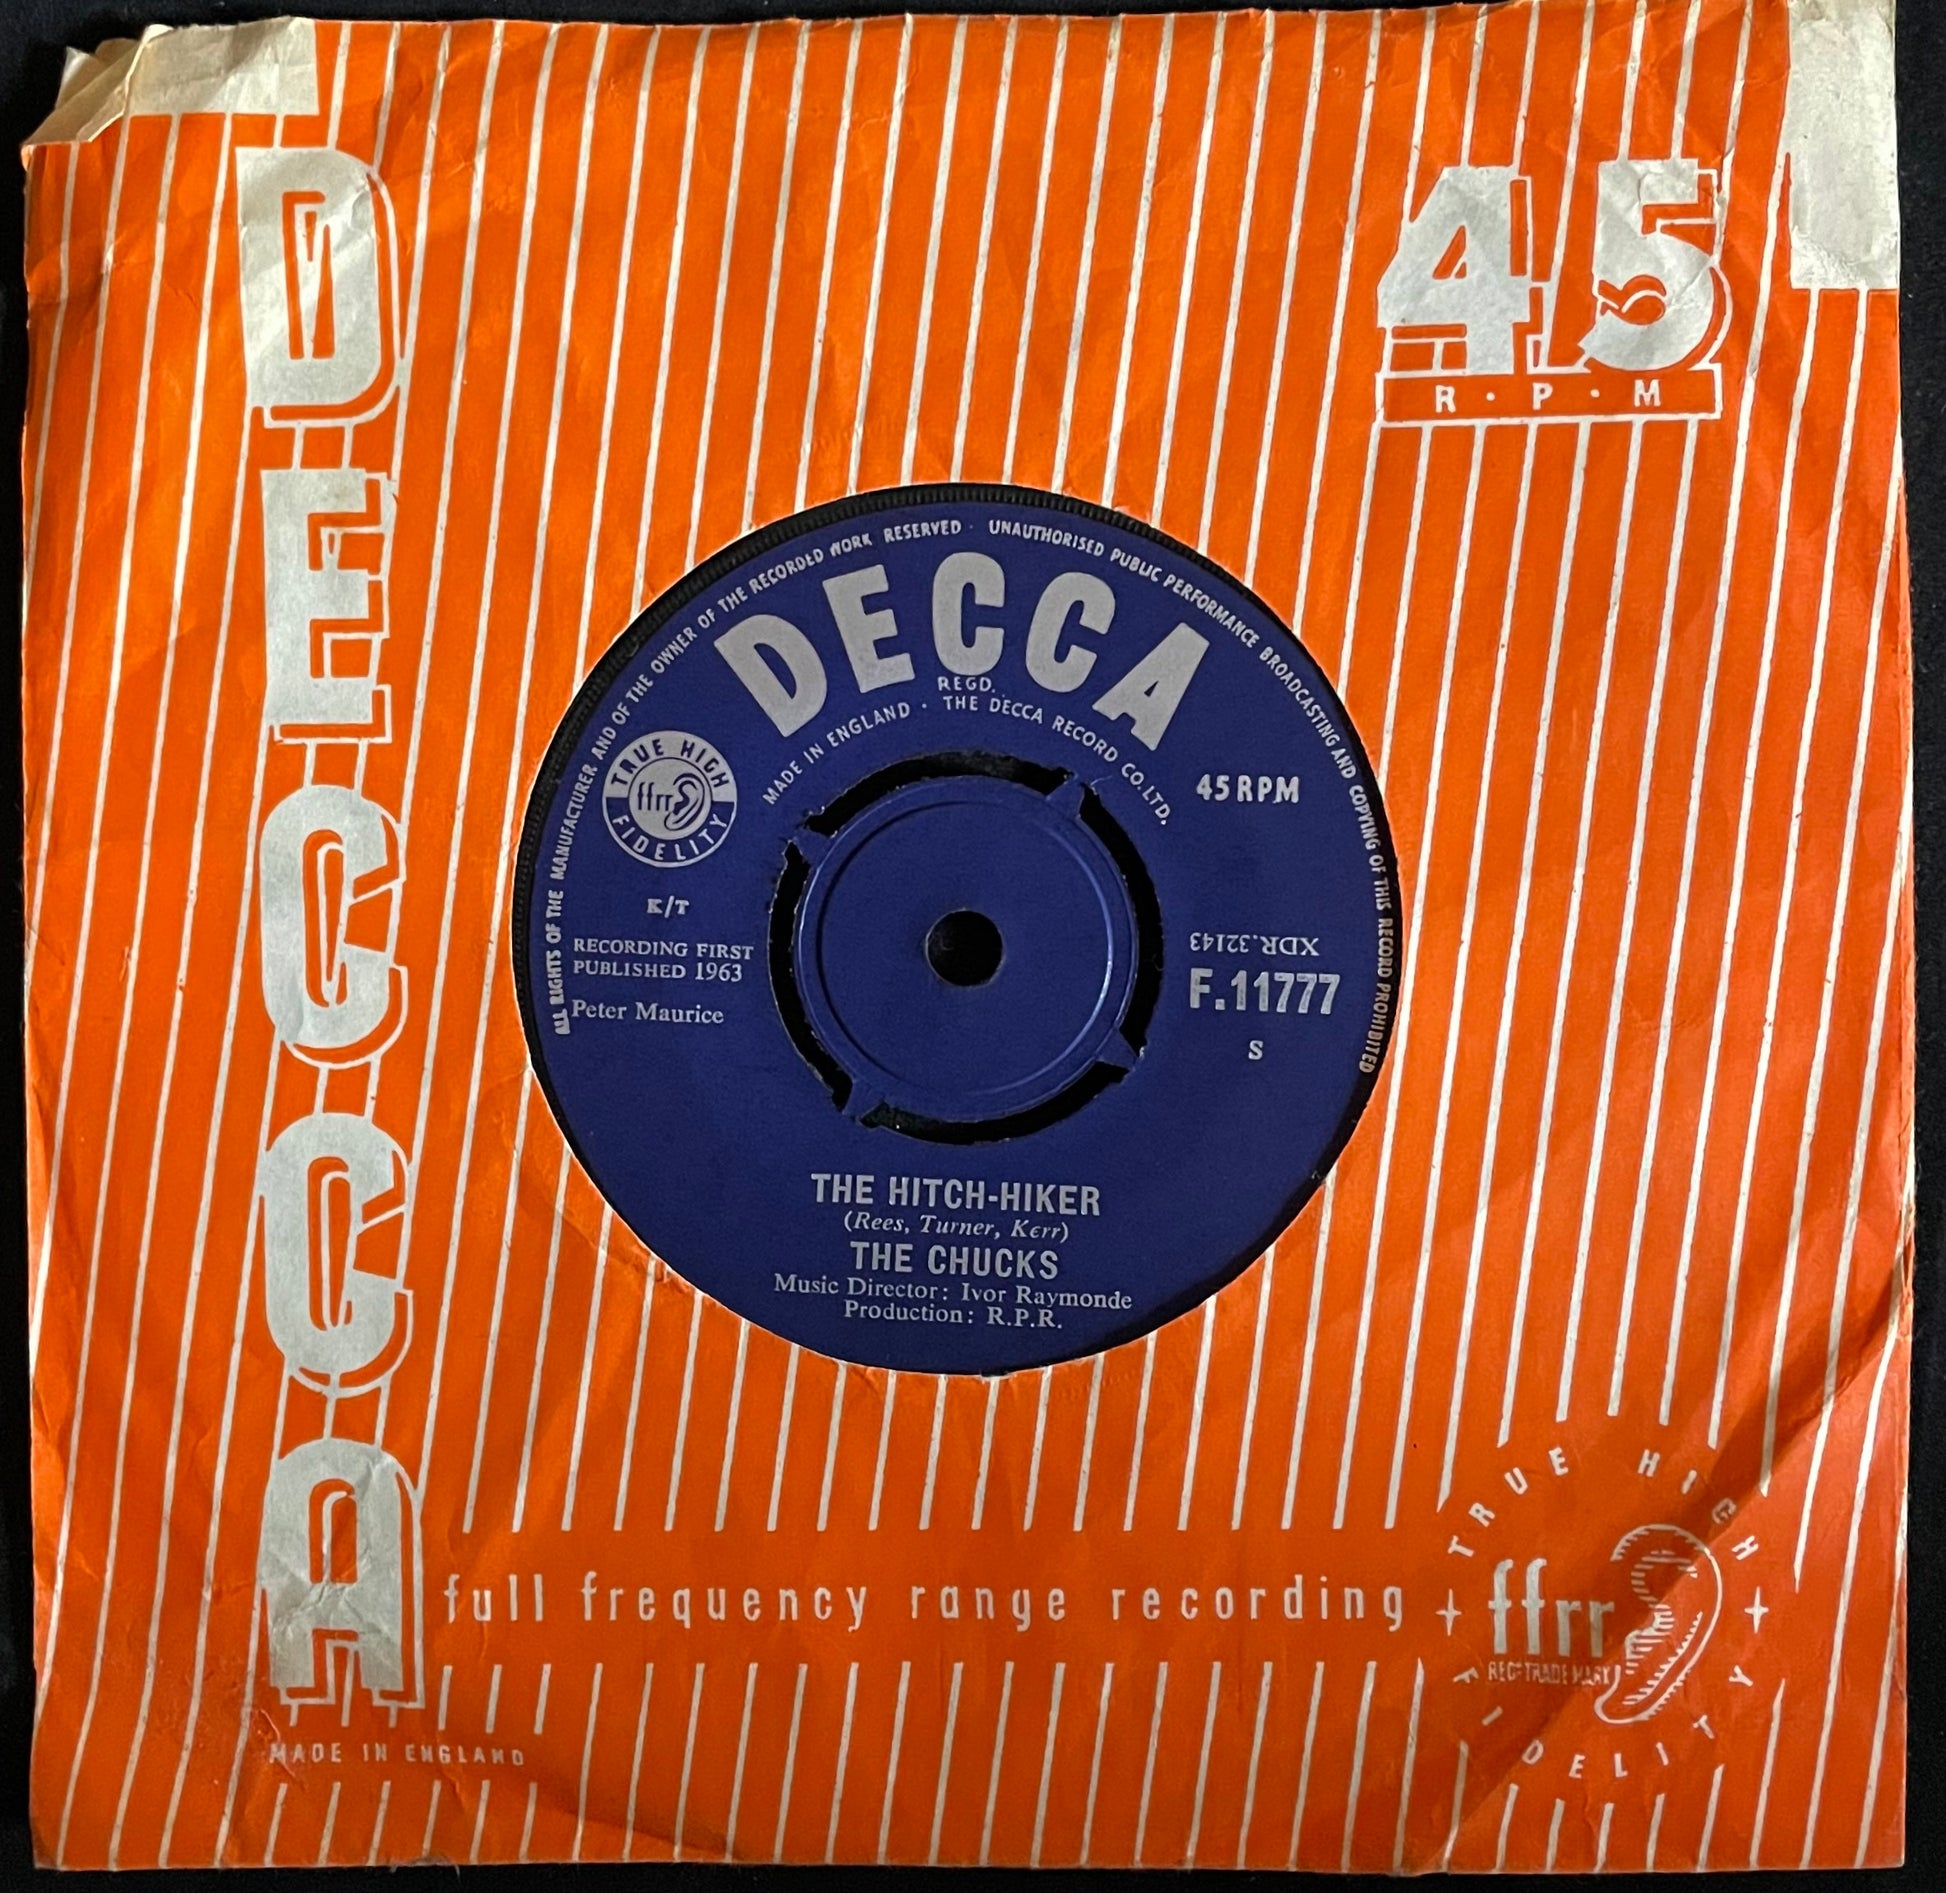 DECCA
45
R·P·M
ALL RIGHTS OF THE MANUFACTURER AND OF THE OWNER OF THE RECORDED WORK RESERVED · UNAUTHORISED PUBLIC PERFORMANCE BROADCASTING AND COPYING OF THIS RECORD PROHIBITED
DECCA
REGD.
MADE IN ENGLAND · THE DECCA RECORD CO. LTD.
TRUE HIGH
ffrr
FIDELITY
45 RPM
K/T
RECORDING FIRST
PUBLISHED 1963
Peter Maurice
XDR.32143
F.11777
S
THE HITCH-HIKER
(Rees, Turner, Kerr)
THE CHUCKS
Music Director: Ivor Raymonde
Production: R.P.R.
full frequency range recording
TRUE HIGH
ffrr
REGD TRADE MARK
FIDELITY
MADE IN ENGLAND